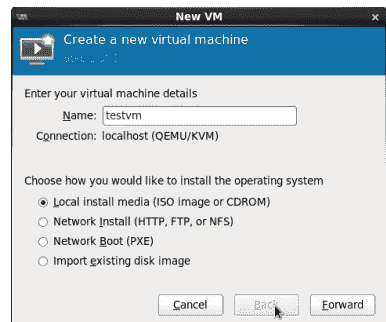 New VM
Create a new virtual machine
Enter your virtual machine details
Name: testvm
Connection: localhost (QEMU/KVM)
Choose how you would like to install the operating system
Local install media (ISO image or CDROM)
Network Install (HTTP, FTP, or NFS)
Network Boot (PXE)
Import existing disk image
Cancel Back Forward